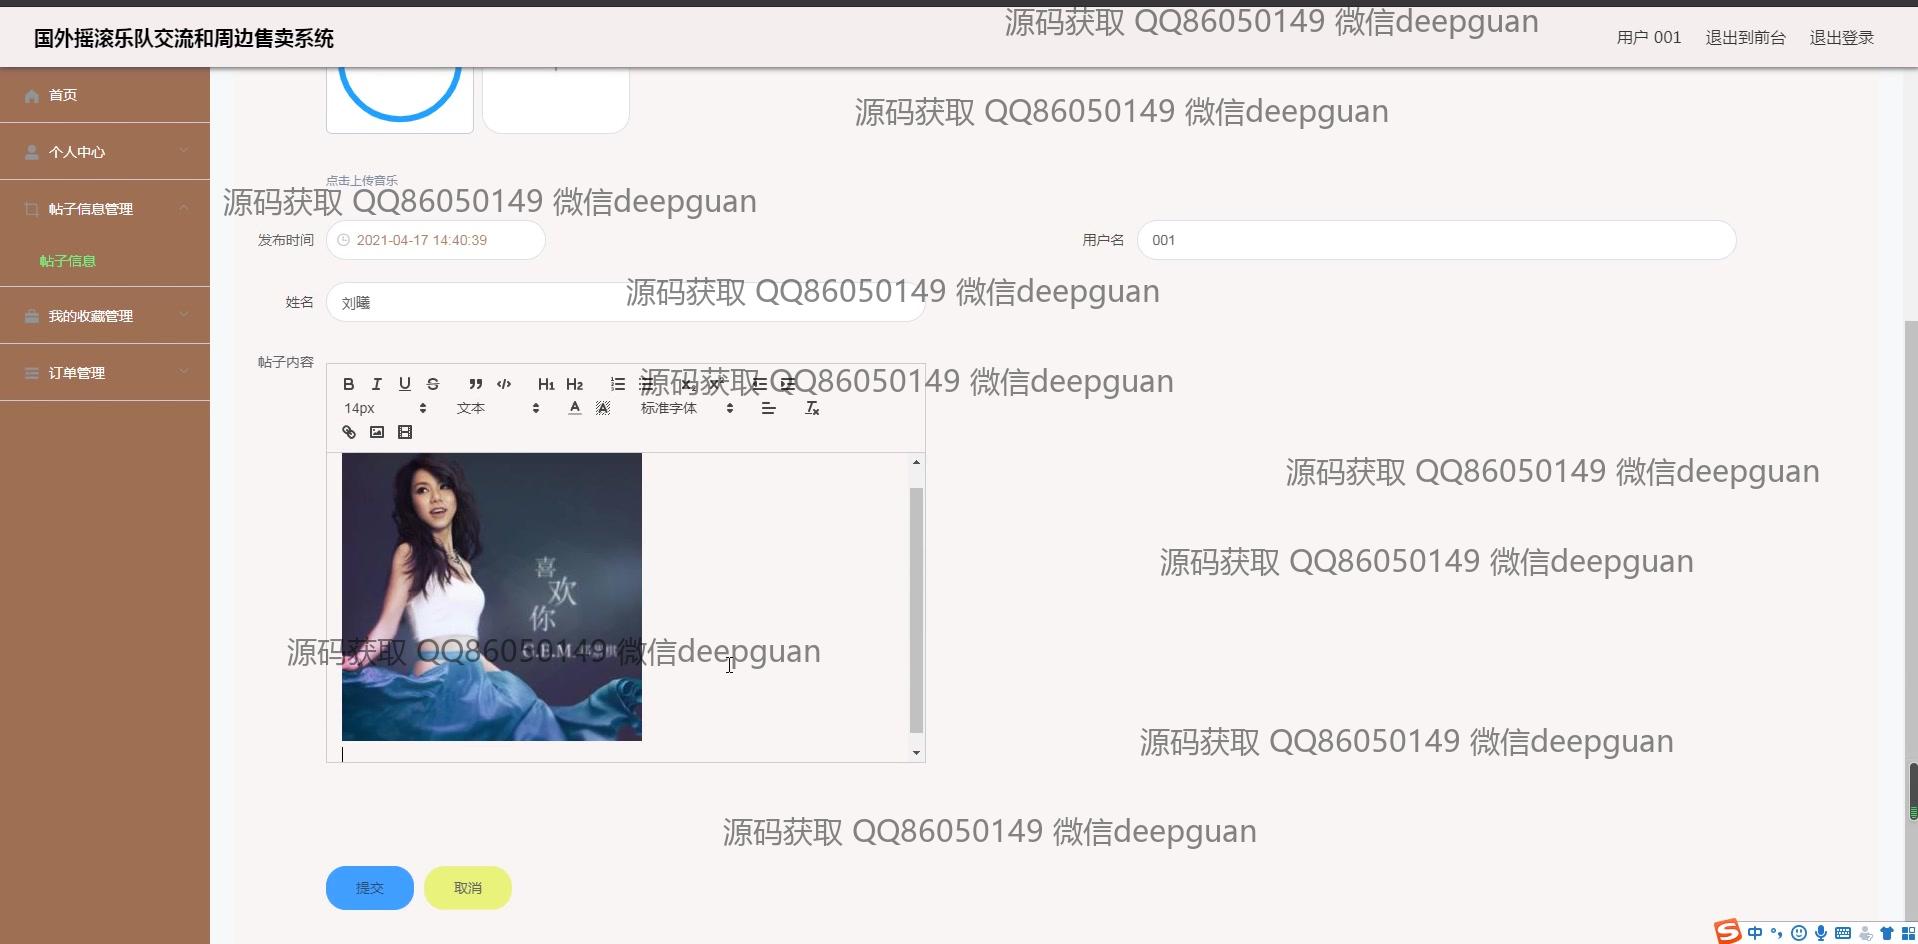 国外摇滚乐队交流和周边售卖系统
源码获取 QQ86050149 微信deepguan
用户 001 退出到前台 退出登录
首页
源码获取 QQ86050149 微信deepguan
个人中心
点击上传音乐
源码获取 QQ86050149 微信deepguan
帖子信息管理
发布时间 2021-04-17 14:40:39 用户名 001
帖子信息
源码获取 QQ86050149 微信deepguan
姓名 刘曦
我的收藏管理
帖子内容
订单管理
B I U S H1 H2
源码获取 QQ86050149 微信deepguan
14px 文本 标准字体
源码获取 QQ86050149 微信deepguan
源码获取 QQ86050149 微信deepguan
喜
欢
你
G.E.M.
源码获取 QQ86050149 微信deepguan
源码获取 QQ86050149 微信deepguan
源码获取 QQ86050149 微信deepguan
提交 取消
中